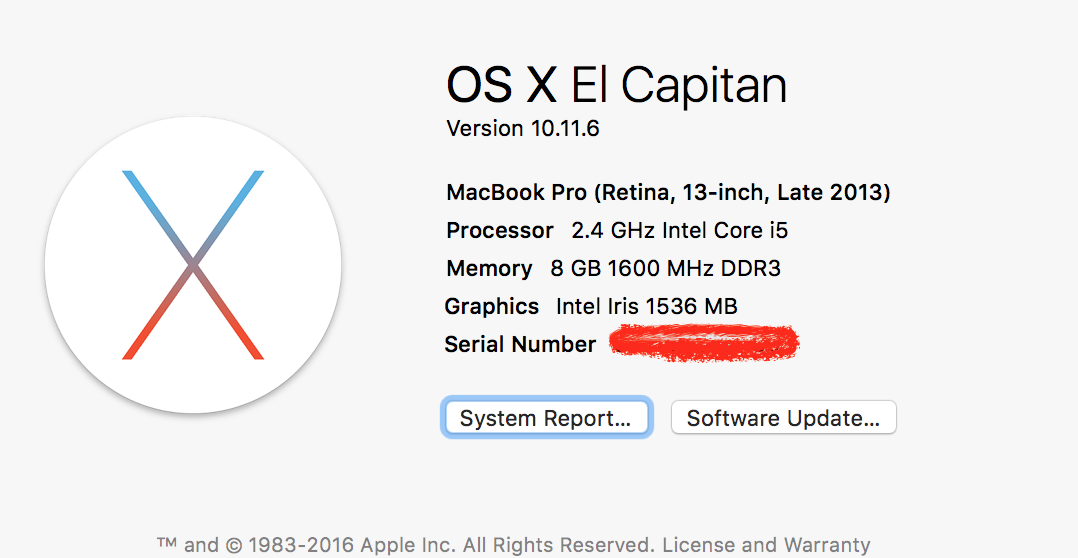 OS X El Capitan
Version 10.11.6
MacBook Pro (Retina, 13-inch, Late 2013)
Processor 2.4 GHz Intel Core i5
Memory 8 GB 1600 MHz DDR3
Graphics Intel Iris 1536 MB
Serial Number
System Report... Software Update...
™ and © 1983-2016 Apple Inc. All Rights Reserved. License and Warranty